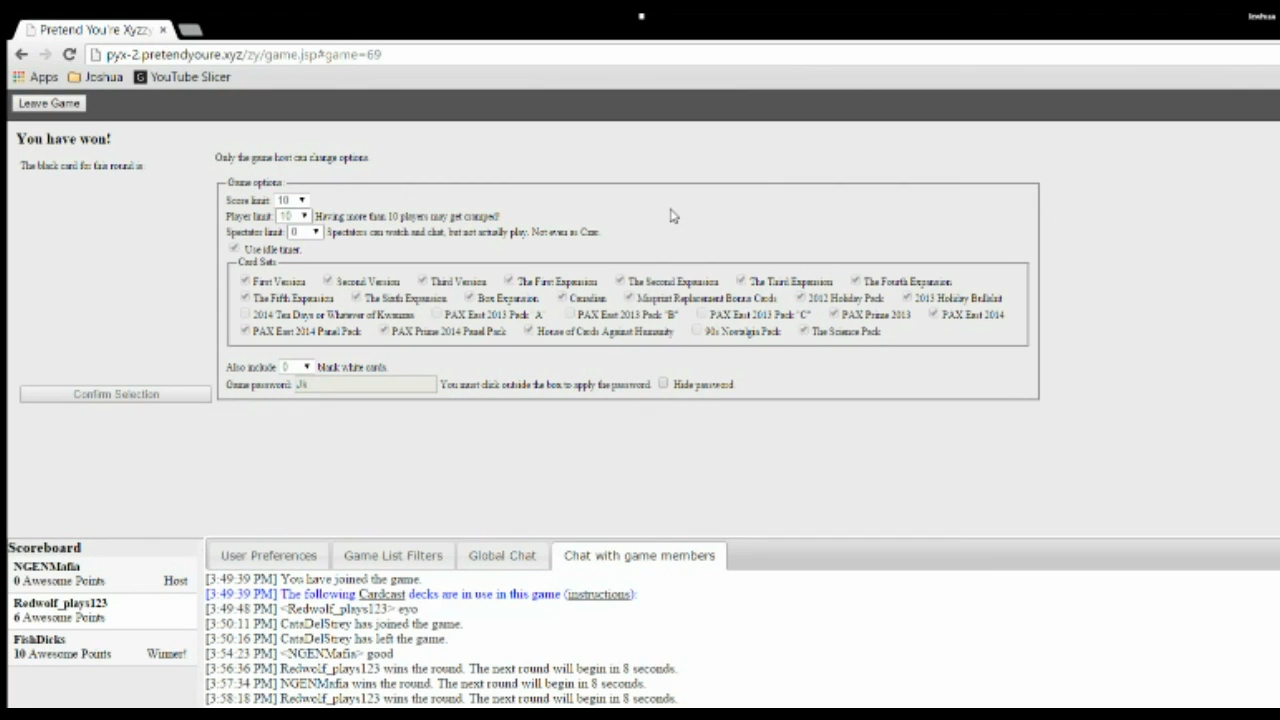 Joshua
Pretend You're Xyzzy ×
pyx-2.pretendyoure.xyz/zy/game.jsp#game=69
Apps Joshua YouTube Slicer
Leave Game
You have won!
The black card for this round is:
Only the game host can change options.
Game options:
Score limit: 10
Player limit: 10 Having more than 10 players may get cramped!
Spectator limit: 0 Spectators can watch and chat, but not actually play. Not even as Czar.
Use idle timer.
Card Sets
First Version Second Version Third Version The First Expansion The Second Expansion The Third Expansion The Fourth Expansion
The Fifth Expansion The Sixth Expansion Box Expansion Canadian Misprint Replacement Bonus Cards 2012 Holiday Pack 2013 Holiday Bullshit
2014 Ten Days or Whatever of Kwanzaa PAX East 2013 Pack "A" PAX East 2013 Pack "B" PAX East 2013 Pack "C" PAX Prime 2013 PAX East 2014
PAX East 2014 Panel Pack PAX Prime 2014 Panel Pack House of Cards Against Humanity 90s Nostalgia Pack The Science Pack
Also include 0 blank white cards.
Game password: You must click outside the box to apply the password. Hide password.
Confirm Selection
Scoreboard
NGENMafia
0 Awesome Points Host
Redwolf_plays123
6 Awesome Points
FishDicks
10 Awesome Points Winner!
User Preferences Game List Filters Global Chat Chat with game members
[3:49:39 PM] You have joined the game.
[3:49:39 PM] The following Cardcast decks are in use in this game (instructions):
[3:49:48 PM] <Redwolf_plays123> eyo
[3:50:11 PM] CataDelStrey has joined the game.
[3:50:16 PM] CataDelStrey has left the game.
[3:54:23 PM] <NGENMafia> good
[3:56:36 PM] Redwolf_plays123 wins the round. The next round will begin in 8 seconds.
[3:57:34 PM] NGENMafia wins the round. The next round will begin in 8 seconds.
[3:58:18 PM] Redwolf_plays123 wins the round. The next round will begin in 8 seconds.